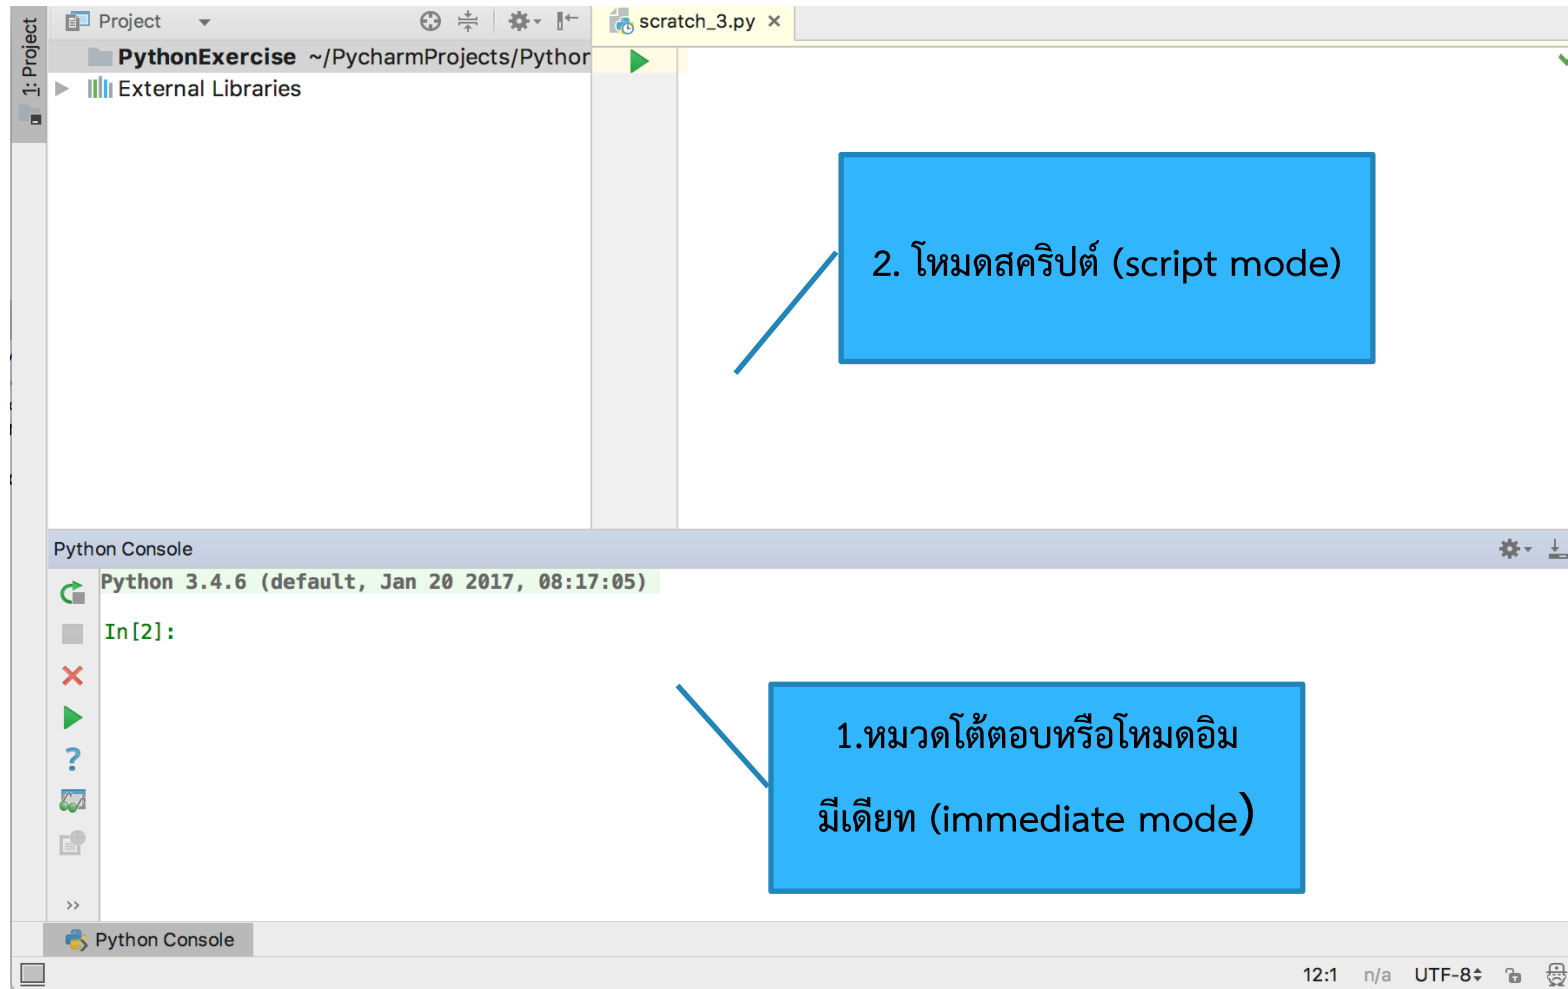 1: Project
Project
scratch_3.py
PythonExercise ~/PycharmProjects/Pythor
External Libraries
2. โหมดสคริปต์ (script mode)
Python Console
Python 3.4.6 (default, Jan 20 2017, 08:17:05)
In[2]:
1.หมวดโต้ตอบหรือโหมดอิม
มีเดียท (immediate mode)
Python Console
12:1 n/a UTF-8